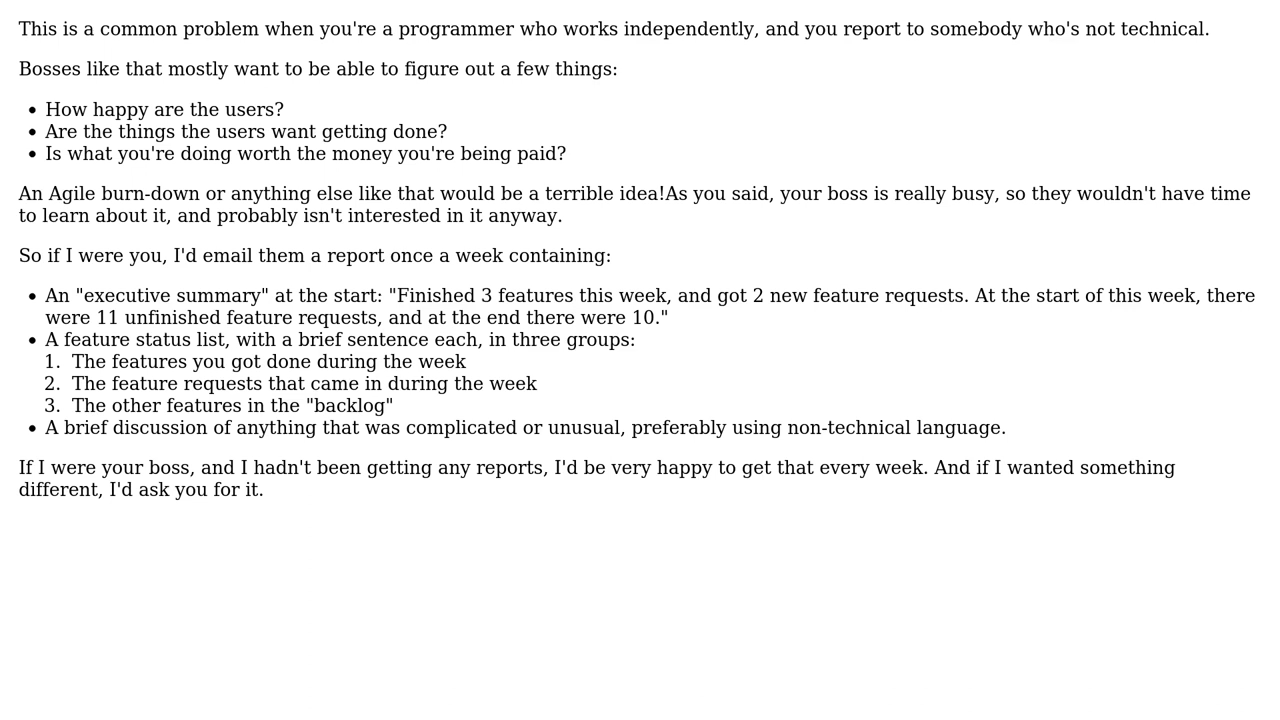 This is a common problem when you're a programmer who works independently, and you report to somebody who's not technical.
Bosses like that mostly want to be able to figure out a few things:
• How happy are the users?
• Are the things the users want getting done?
• Is what you're doing worth the money you're being paid?
An Agile burn-down or anything else like that would be a terrible idea!As you said, your boss is really busy, so they wouldn't have time
to learn about it, and probably isn't interested in it anyway.
So if I were you, I'd email them a report once a week containing:
• An "executive summary" at the start: "Finished 3 features this week, and got 2 new feature requests. At the start of this week, there
were 11 unfinished feature requests, and at the end there were 10."
• A feature status list, with a brief sentence each, in three groups:
1. The features you got done during the week
2. The feature requests that came in during the week
3. The other features in the "backlog"
• A brief discussion of anything that was complicated or unusual, preferably using non-technical language.
If I were your boss, and I hadn't been getting any reports, I'd be very happy to get that every week. And if I wanted something
different, I'd ask you for it.